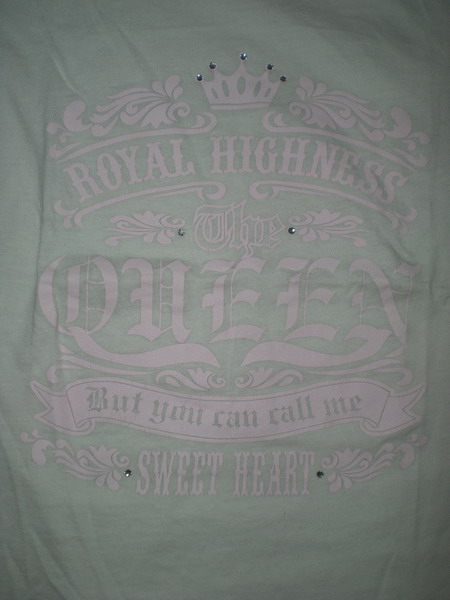 ROYAL HIGHNESS
The
QUEEN
But you can call me
SWEET HEART